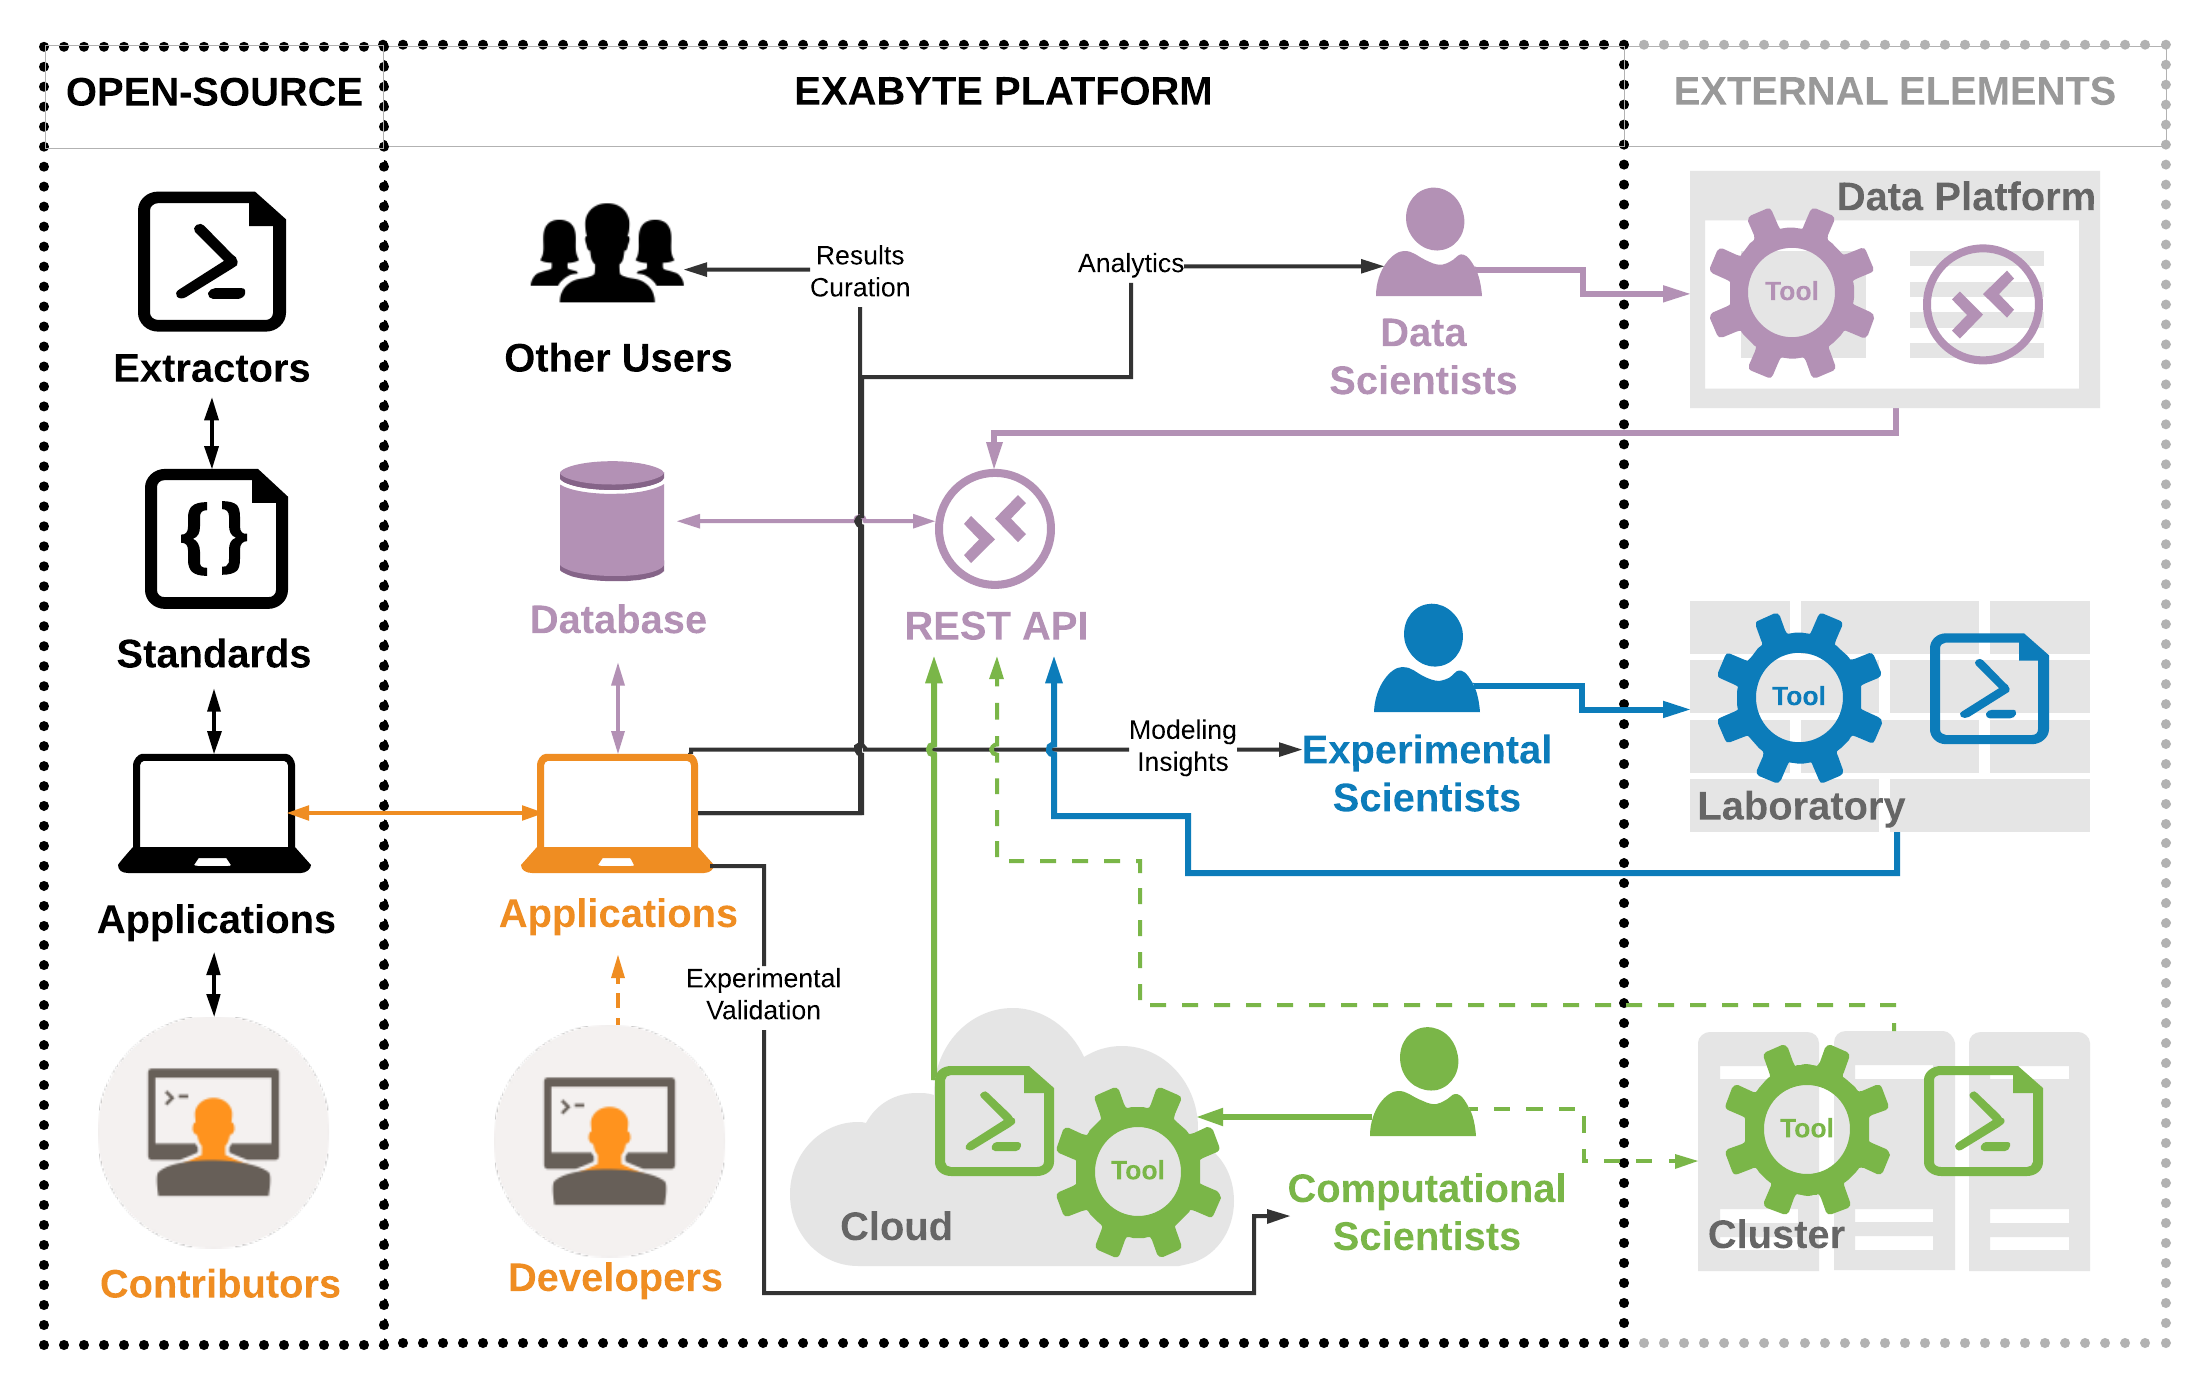 OPEN-SOURCE
EXABYTE PLATFORM
EXTERNAL ELEMENTS
Extractors
{ }
Standards
Applications
>-
Contributors
Other Users
Results
Curation
Analytics
Data
Scientists
Database
REST API
Modeling
Insights
Experimental
Scientists
Applications
Experimental
Validation
>-
Developers
Cloud
Tool
Computational
Scientists
Data Platform
Tool
Tool
Laboratory
Tool
Cluster